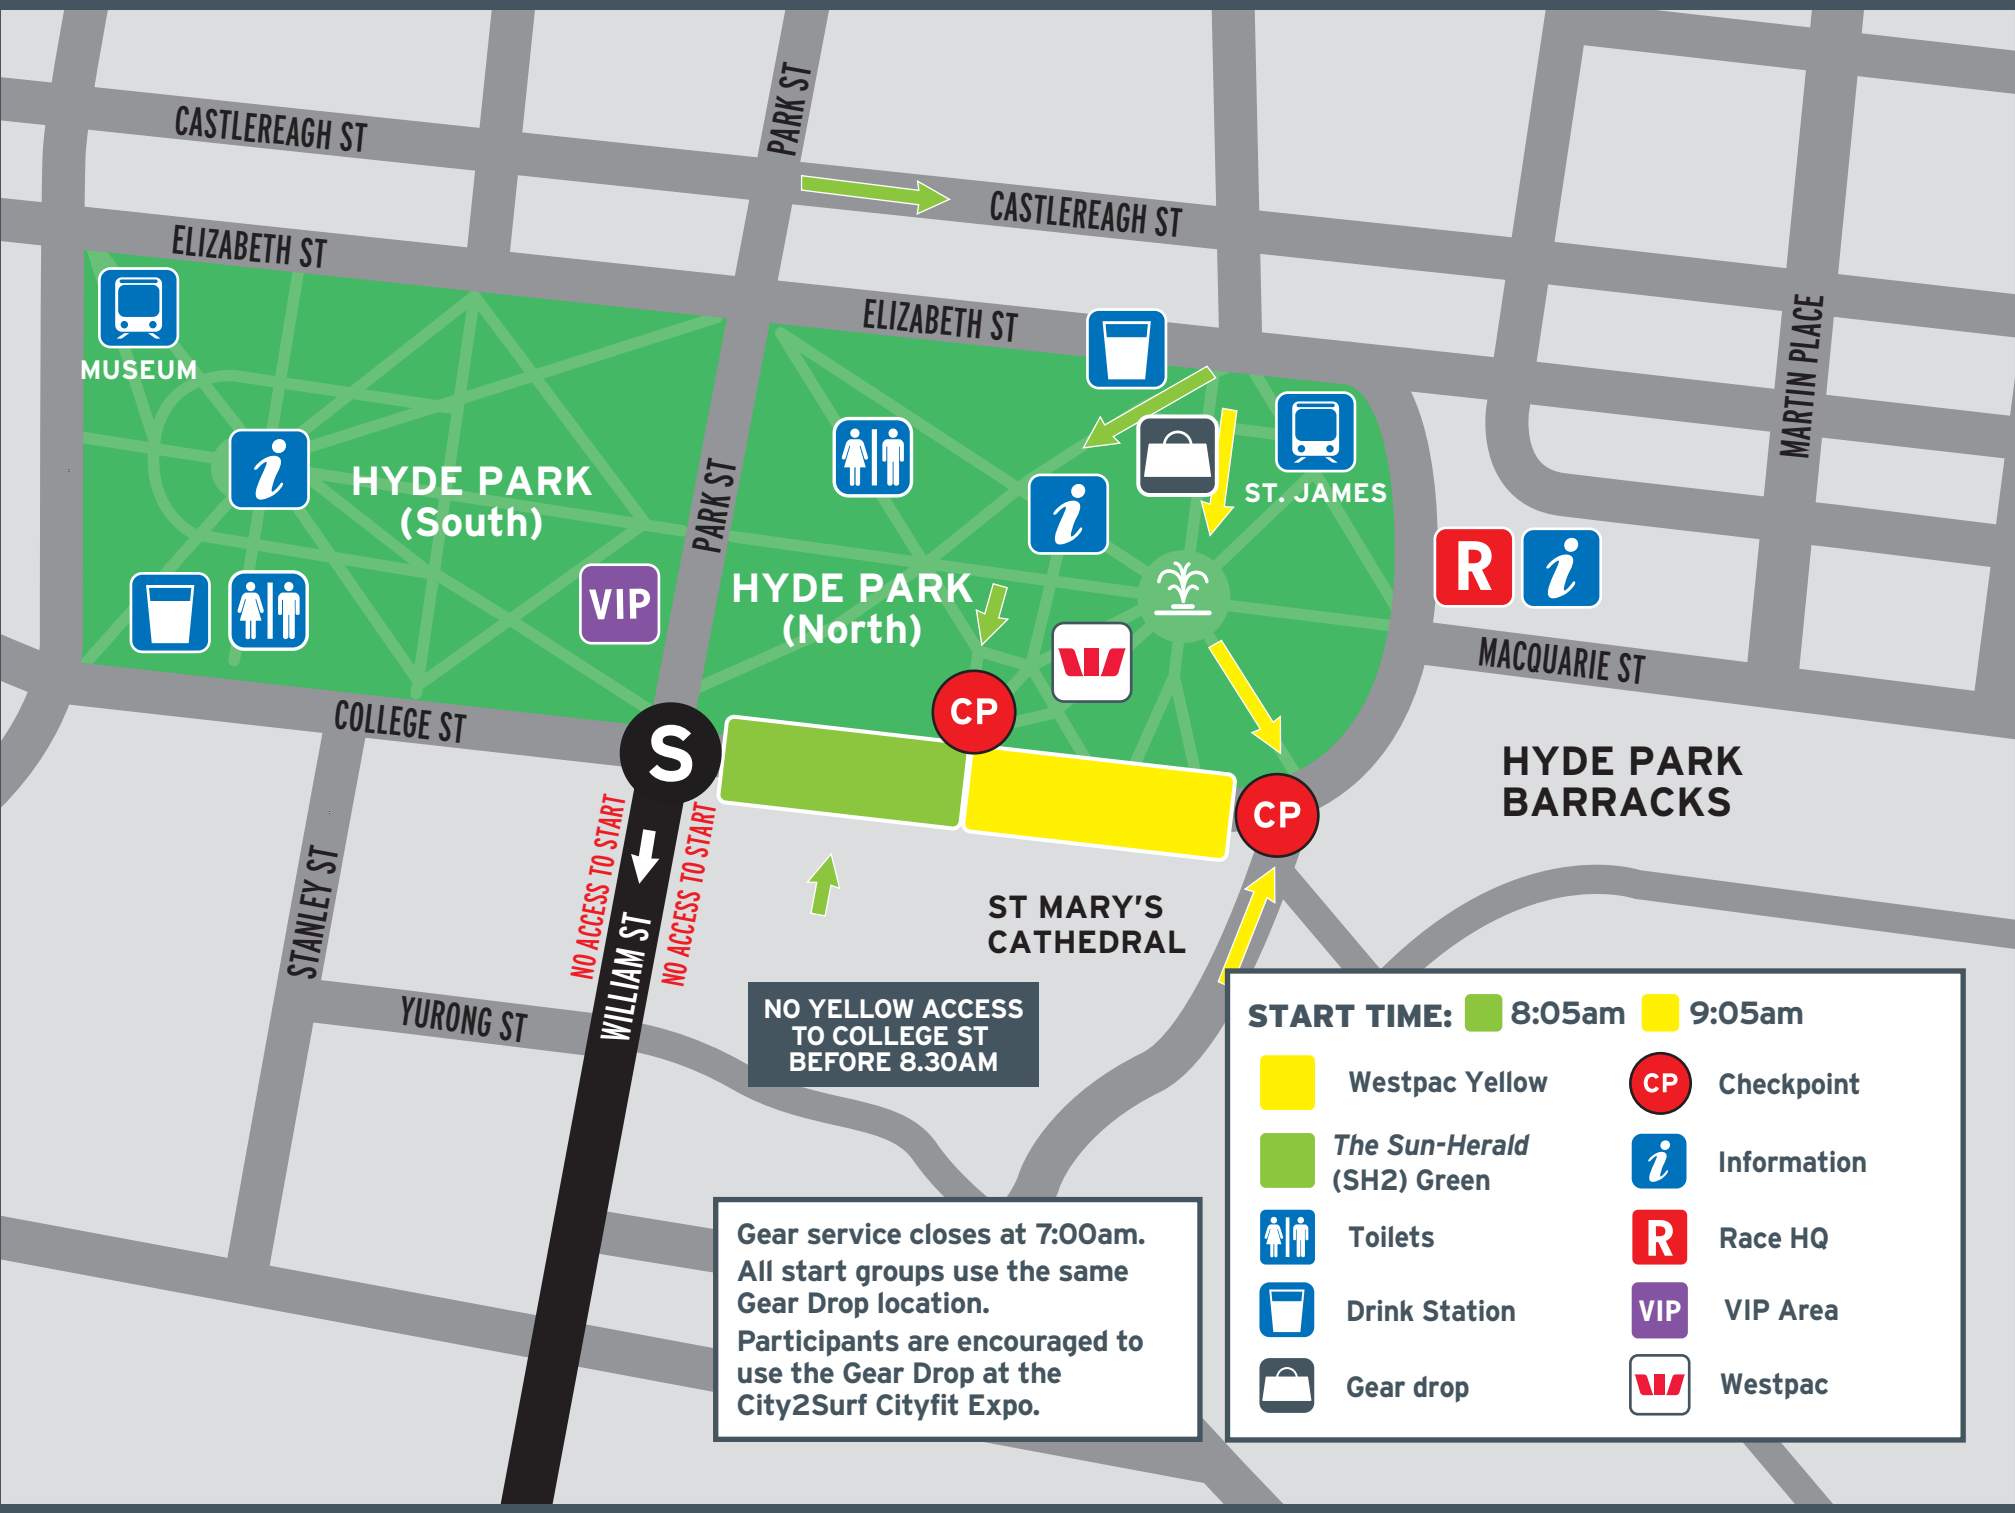 PARK ST
CASTLEREAGH ST
CASTLEREAGH ST
ELIZABETH ST
ELIZABETH ST
MARTIN PLACE
MUSEUM
i
HYDE PARK
(South)
PARK ST
i
ST. JAMES
R
i
VIP
HYDE PARK
(North)
MACQUARIE ST
CP
COLLEGE ST
S
HYDE PARK
BARRACKS
CP
NO ACCESS TO START
NO ACCESS TO START
WILLIAM ST
STANLEY ST
ST MARY'S
CATHEDRAL
YURONG ST
NO YELLOW ACCESS
TO COLLEGE ST
BEFORE 8.30AM
START TIME: 8:05am 9:05am
Westpac Yellow
CP Checkpoint
The Sun-Herald
(SH2) Green
i Information
Toilets
R Race HQ
Drink Station
VIP VIP Area
Gear drop
Westpac
Gear service closes at 7:00am.
All start groups use the same
Gear Drop location.
Participants are encouraged to
use the Gear Drop at the
City2Surf Cityfit Expo.